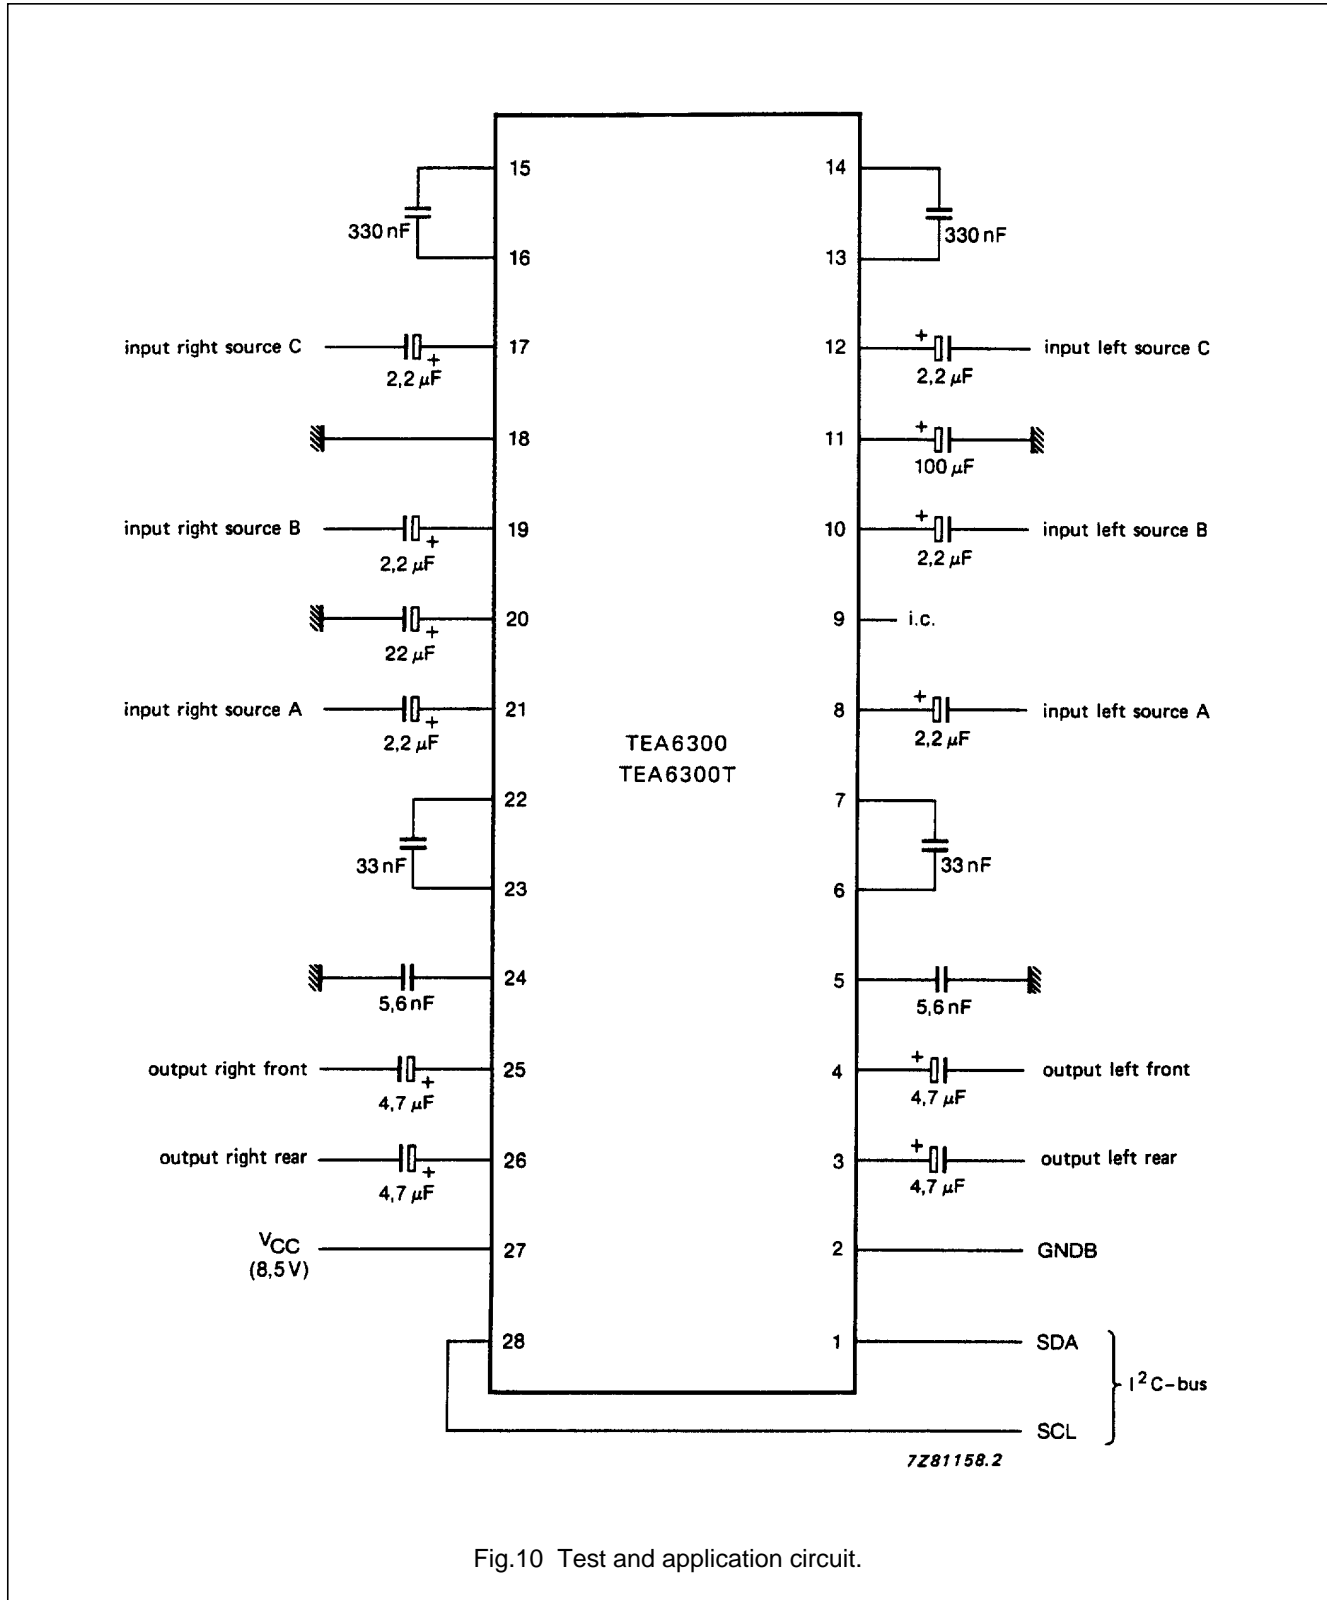 15 14
330 nF 330 nF
16 13
input right source C 17 12 + input left source C
+
2,2 µF 2,2 µF
18 11 +
100 µF
input right source B 19 10 + input left source B
+
2,2 µF 2,2 µF
20 9 i.c.
+
22 µF
input right source A 21 8 + input left source A
+
2,2 µF 2,2 µF
TEA6300
TEA6300T
22 7
33 nF 33 nF
23 6
24 5
5,6 nF 5,6 nF
output right front 25 4 + output left front
+
4,7 µF 4,7 µF
output right rear 26 3 + output left rear
+
4,7 µF 4,7 µF
VCC 27 2 GNDB
(8,5 V)
28 1 SDA
I²C-bus
SCL
7Z81158.2
Fig.10 Test and application circuit.